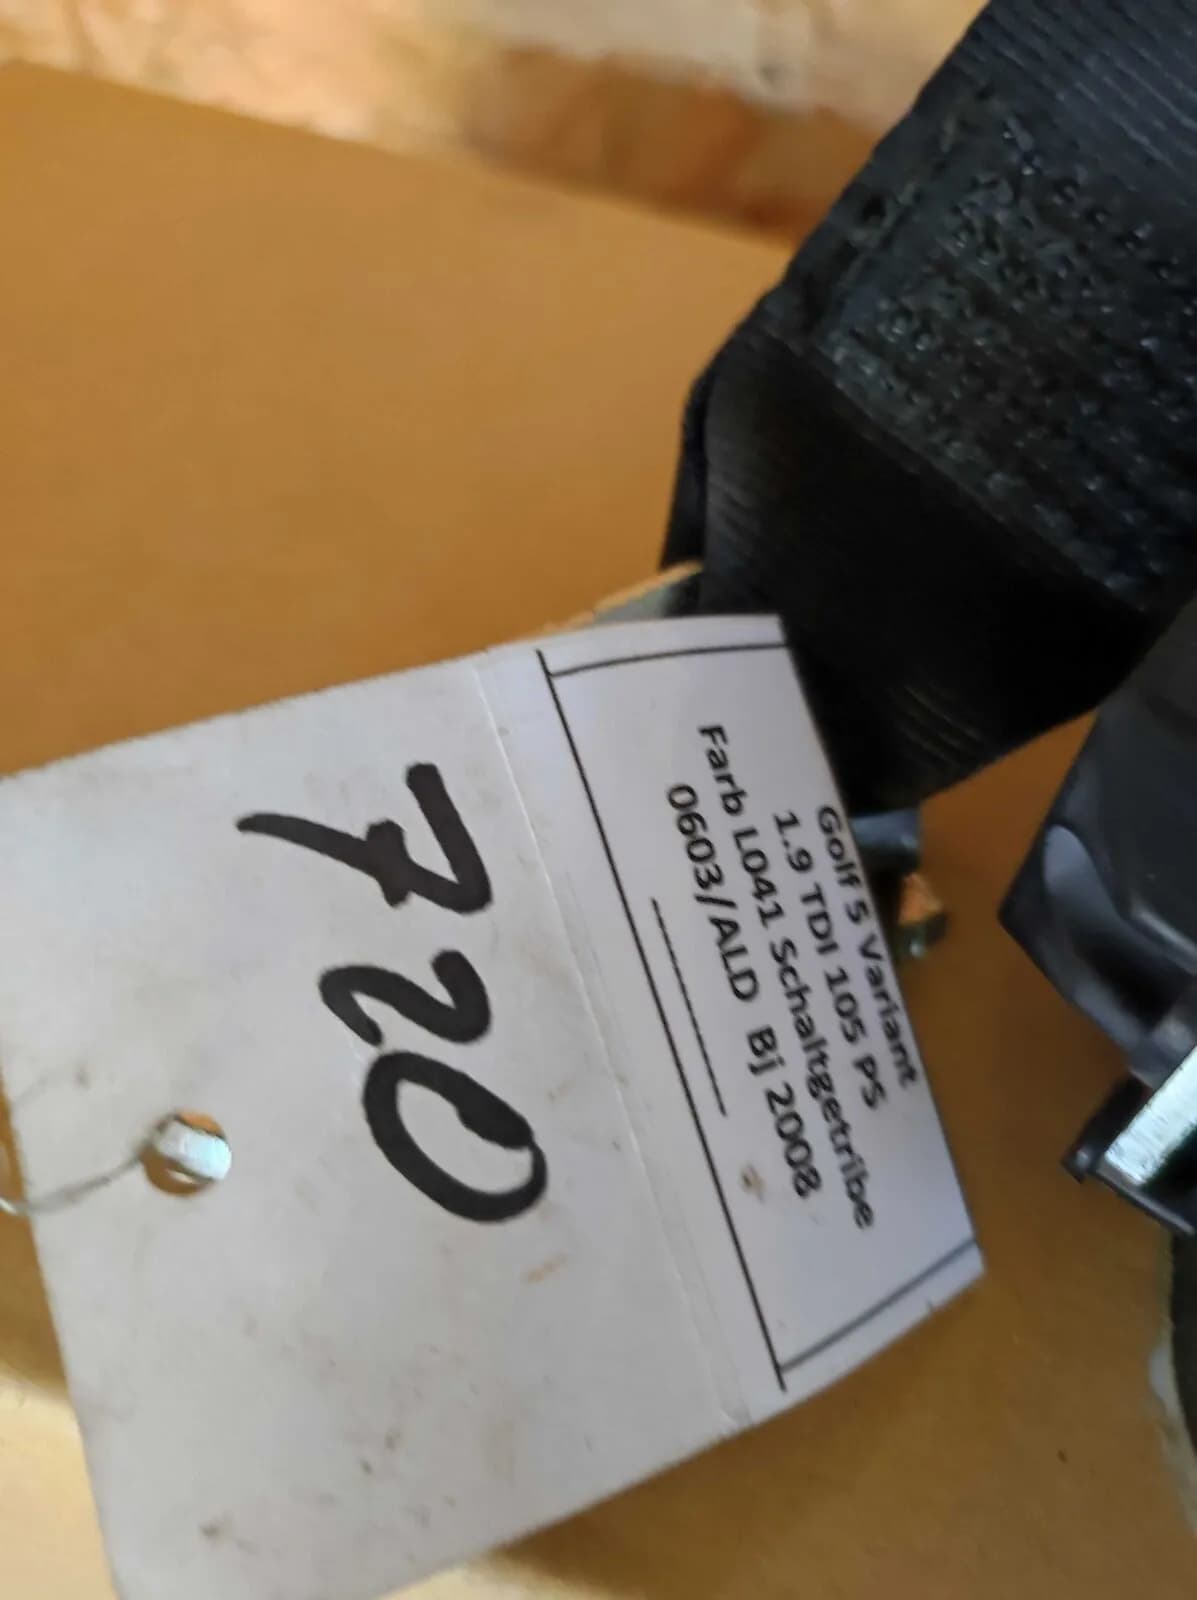 Golf 5 Variant
1.9 TDI 105 PS
Farb L041 Schaltgetribe
0603/ALD Bj 2008
720